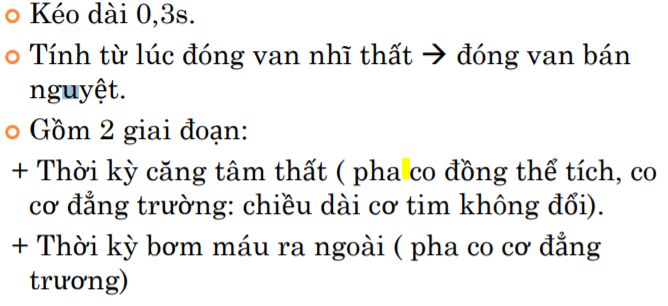 Kéo dài 0,3s.
Tính từ lúc đóng van nhĩ thất → đóng van bán
nguyệt.
Gồm 2 giai đoạn:
+ Thời kỳ căng tâm thất ( pha co đồng thể tích, co
cơ đẳng trường: chiều dài cơ tim không đổi).
+ Thời kỳ bơm máu ra ngoài ( pha co cơ đẳng
trương)